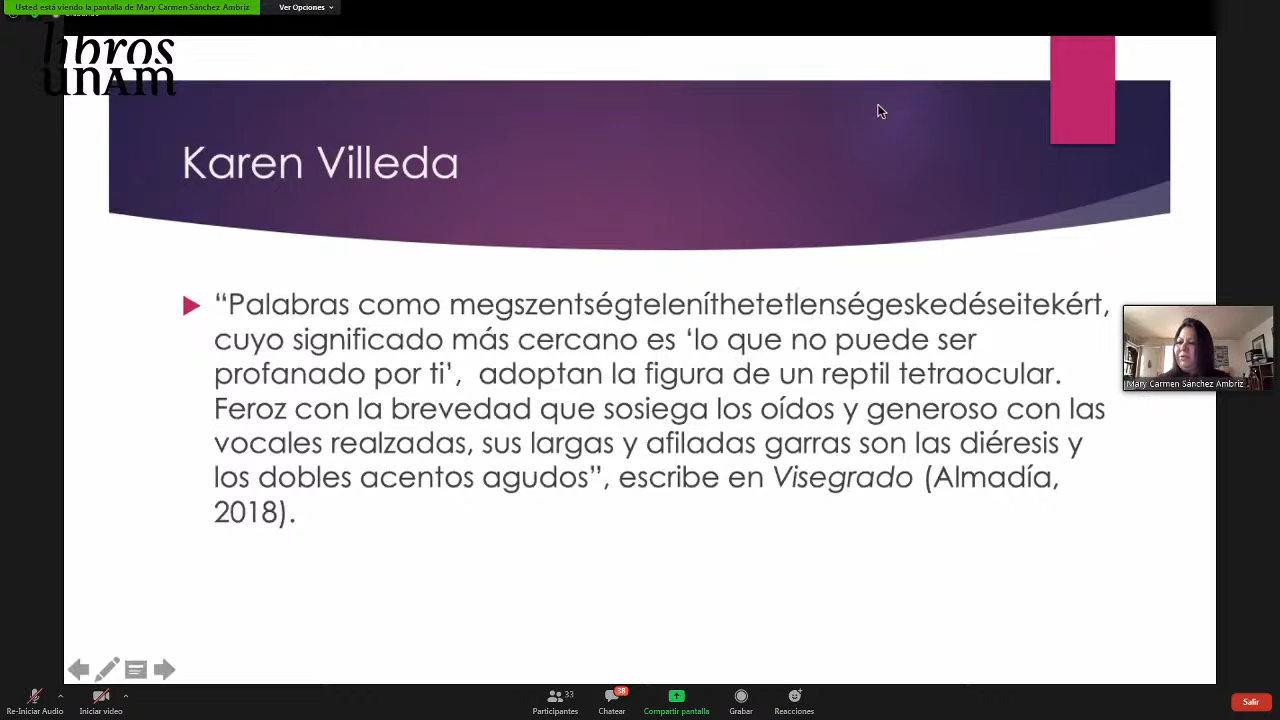 Usted está viendo la pantalla de Mary Carmen Sánchez Ambriz
Ver Opciones
libros
UNAM
Karen Villeda
“Palabras como megszentségteleníthetetlenségeskedéseitekért,
cuyo significado más cercano es ‘lo que no puede ser
profanado por ti’, adoptan la figura de un reptil tetraocular.
Feroz con la brevedad que sosiega los oídos y generoso con las
vocales realzadas, sus largas y afiladas garras son las diéresis y
los dobles acentos agudos”, escribe en Visegrado (Almadía,
2018).
Mary Carmen Sánchez Ambriz
Re-Iniciar Audio
Iniciar video
33
Participantes
38
Chatear
Compartir pantalla
Grabar
Reacciones
Salir